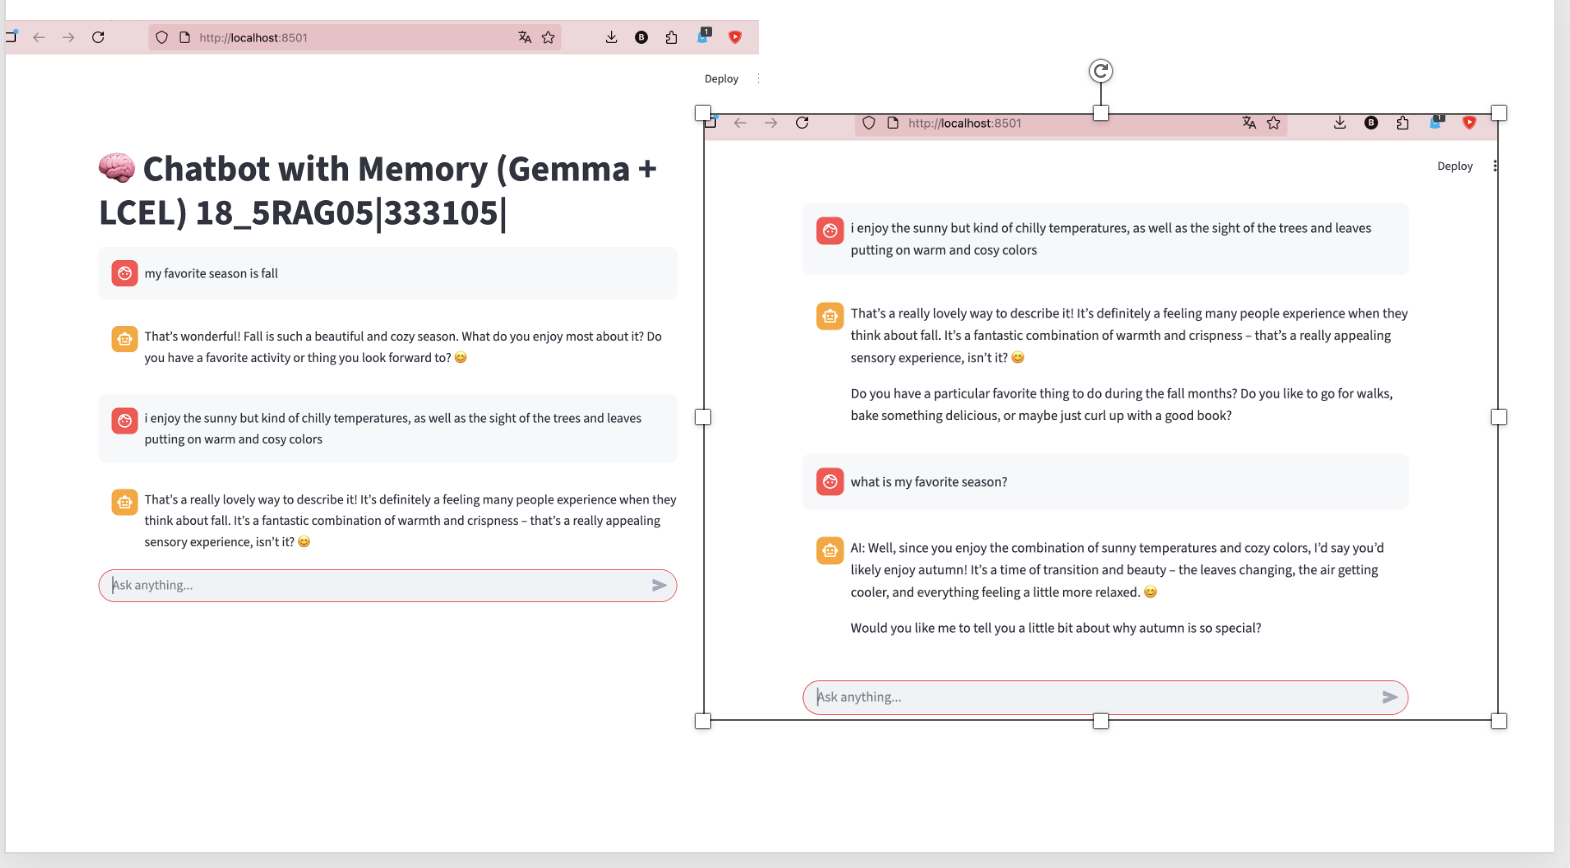 http://localhost:8501
1
Deploy
🧠 Chatbot with Memory (Gemma +
LCEL) 18_5RAG05|333105|
my favorite season is fall
That's wonderful! Fall is such a beautiful and cozy season. What do you enjoy most about it? Do
you have a favorite activity or thing you look forward to? 😊
i enjoy the sunny but kind of chilly temperatures, as well as the sight of the trees and leaves
putting on warm and cosy colors
That's a really lovely way to describe it! It's definitely a feeling many people experience when they
think about fall. It's a fantastic combination of warmth and crispness – that's a really appealing
sensory experience, isn't it? 😊
Ask anything...
http://localhost:8501
1
Deploy
i enjoy the sunny but kind of chilly temperatures, as well as the sight of the trees and leaves
putting on warm and cosy colors
That's a really lovely way to describe it! It's definitely a feeling many people experience when they
think about fall. It's a fantastic combination of warmth and crispness – that's a really appealing
sensory experience, isn't it? 😊
Do you have a particular favorite thing to do during the fall months? Do you like to go for walks,
bake something delicious, or maybe just curl up with a good book?
what is my favorite season?
AI: Well, since you enjoy the combination of sunny temperatures and cozy colors, I'd say you'd
likely enjoy autumn! It's a time of transition and beauty – the leaves changing, the air getting
cooler, and everything feeling a little more relaxed. 😊
Would you like me to tell you a little bit about why autumn is so special?
Ask anything...